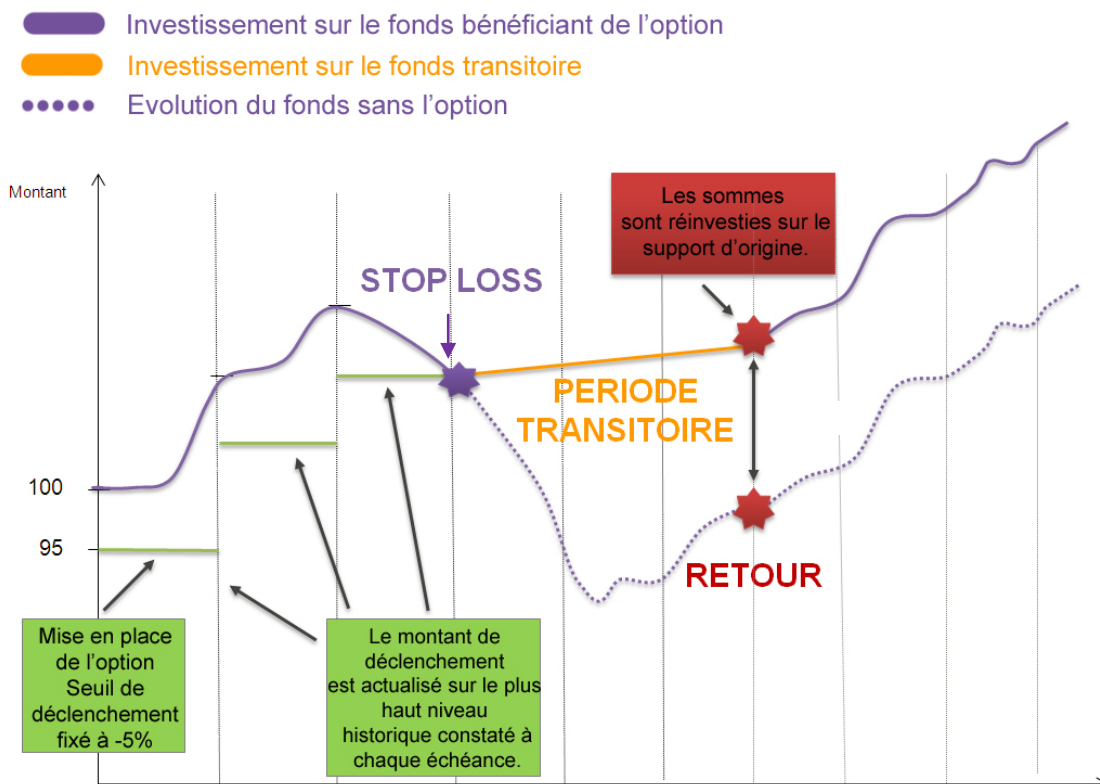 Investissement sur le fonds bénéficiant de l'option
Investissement sur le fonds transitoire
Evolution du fonds sans l'option
Montant
Les sommes
sont réinvesties sur le
support d'origine.
STOP LOSS
PERIODE
TRANSITOIRE
100
95
RETOUR
Mise en place
de l'option
Seuil de
déclenchement
fixé à -5%
Le montant de
déclenchement
est actualisé sur le plus
haut niveau
historique constaté à
chaque échéance.